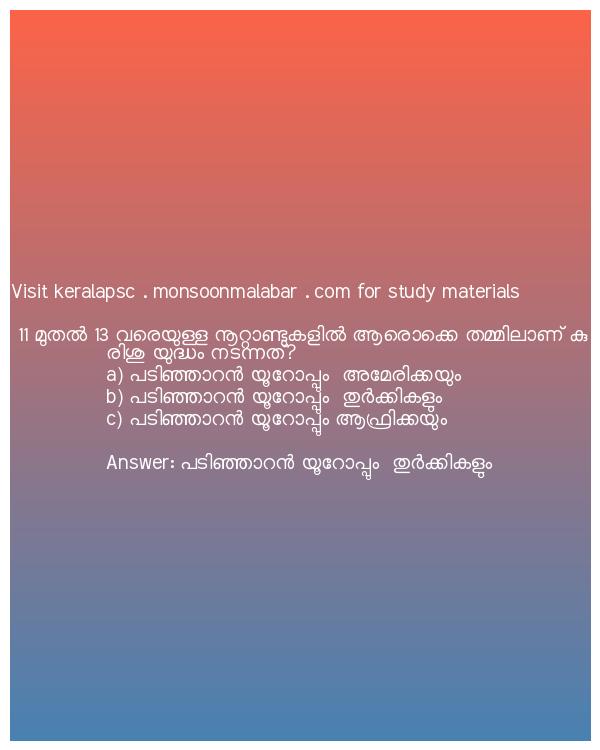 Visit keralapsc . monsoonmalabar . com for study materials
11 മുതൽ 13 വരെയുള്ള നൂറ്റാണ്ടുകളിൽ ആരൊക്കെ തമ്മിലാണ് കു
രിശു യുദ്ധം നടന്നത്?
a) പടിഞ്ഞാറൻ യൂറോപ്പും അമേരിക്കയും
b) പടിഞ്ഞാറൻ യൂറോപ്പും തുർക്കികളും
c) പടിഞ്ഞാറൻ യൂറോപ്പും ആഫ്രിക്കയും
Answer: പടിഞ്ഞാറൻ യൂറോപ്പും തുർക്കികളും